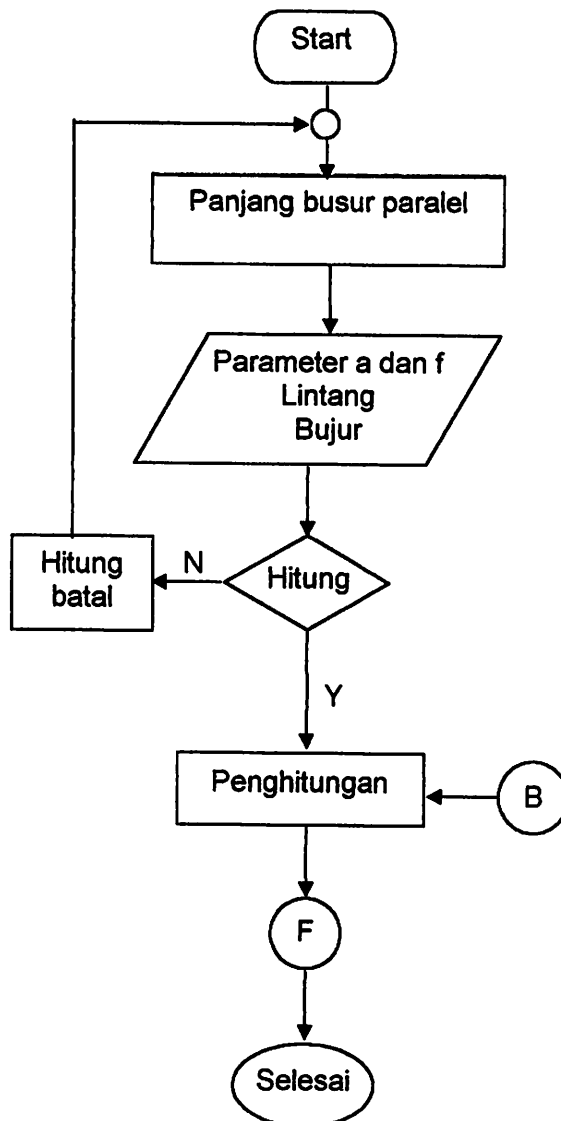 Start
Panjang busur paralel
Parameter a dan f
Lintang
Bujur
Hitung
N
Hitung
batal
Y
Penghitungan
B
F
Selesai